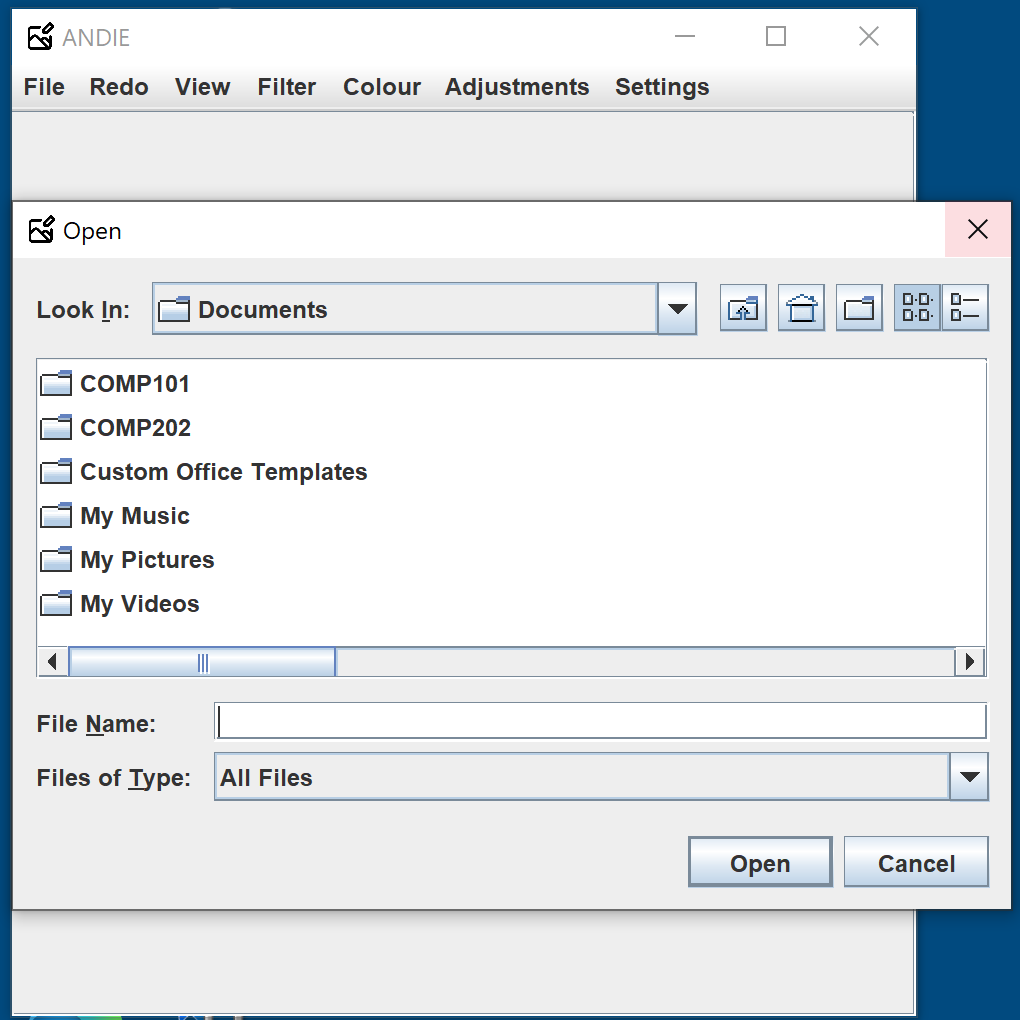 ANDIE
File Redo View Filter Colour Adjustments Settings
Open
Look In: Documents
COMP101
COMP202
Custom Office Templates
My Music
My Pictures
My Videos
File Name:
Files of Type: All Files
Open Cancel